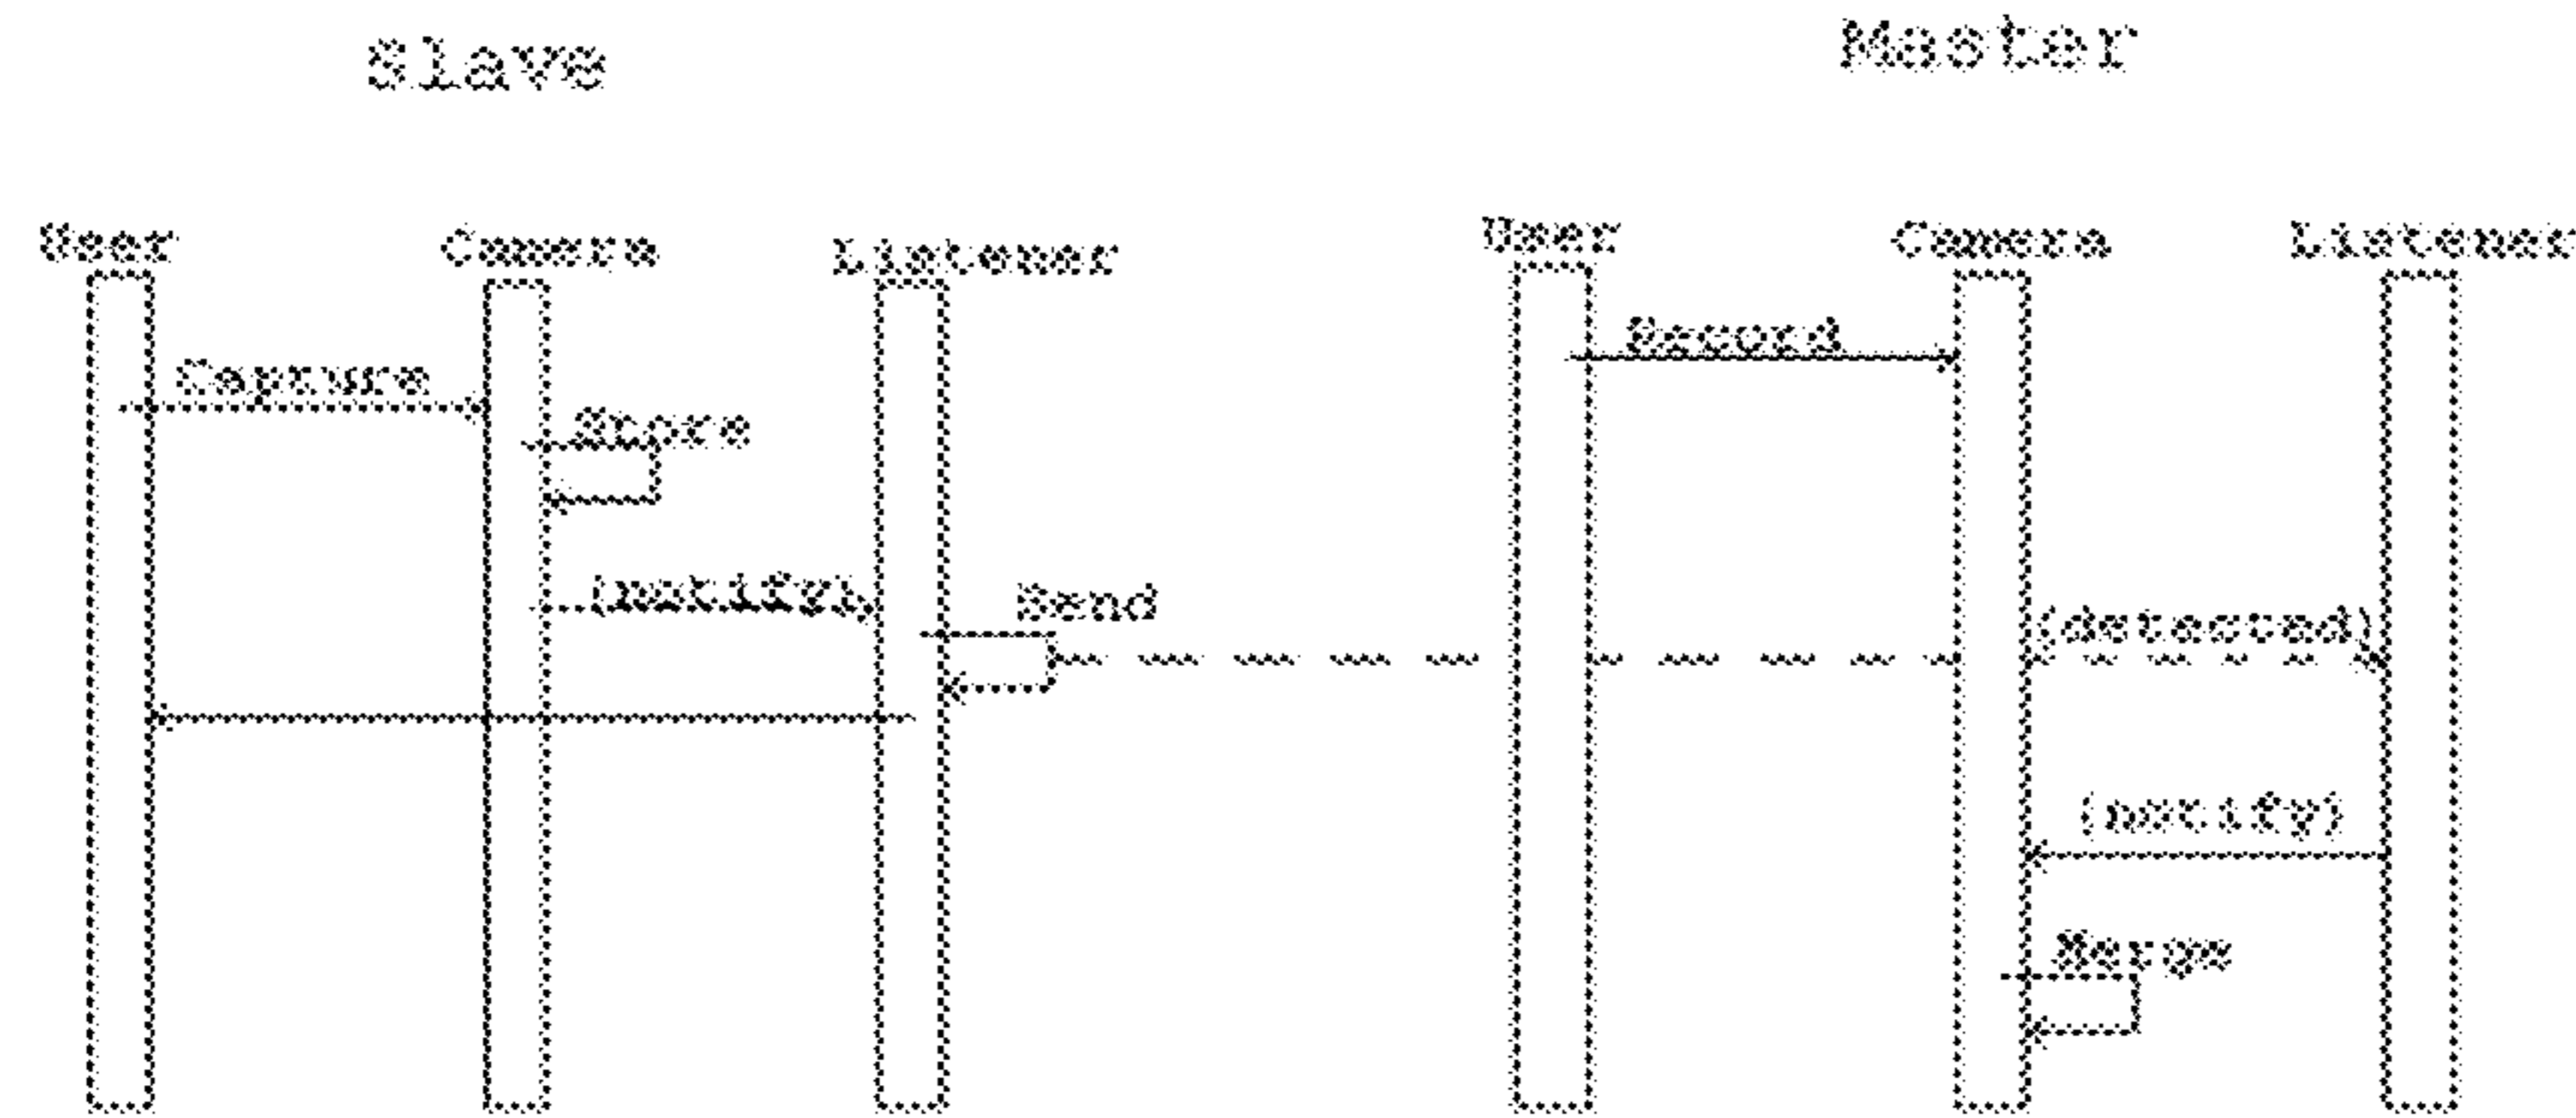 Slave
Master
User
Camera
Listener
User
Camera
Listener
Record
Capture
Store
(notify)
Send
(detected)
(notify)
Merge